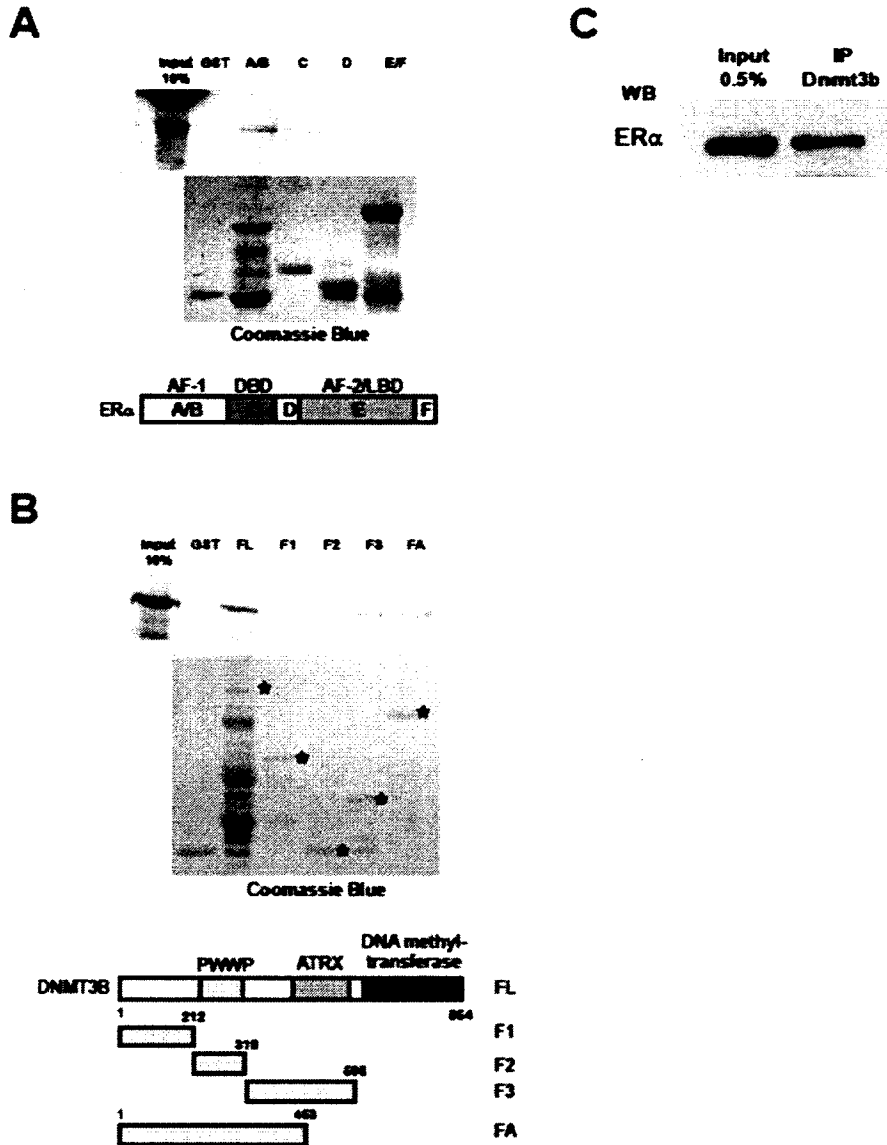 A
Input GST A/B C D E/F
10%
Coomassie Blue
AF-1 DBD AF-2/LBD
ERα A/B D E F
B
Input GST FL F1 F2 F3 FA
10%
Coomassie Blue
PWWP ATRX DNA methyl-
transferase
DNMT3B FL
1 212 F1
F2
F3
1 FA
C
Input IP
WB 0.5% Dnmt3b
ERα